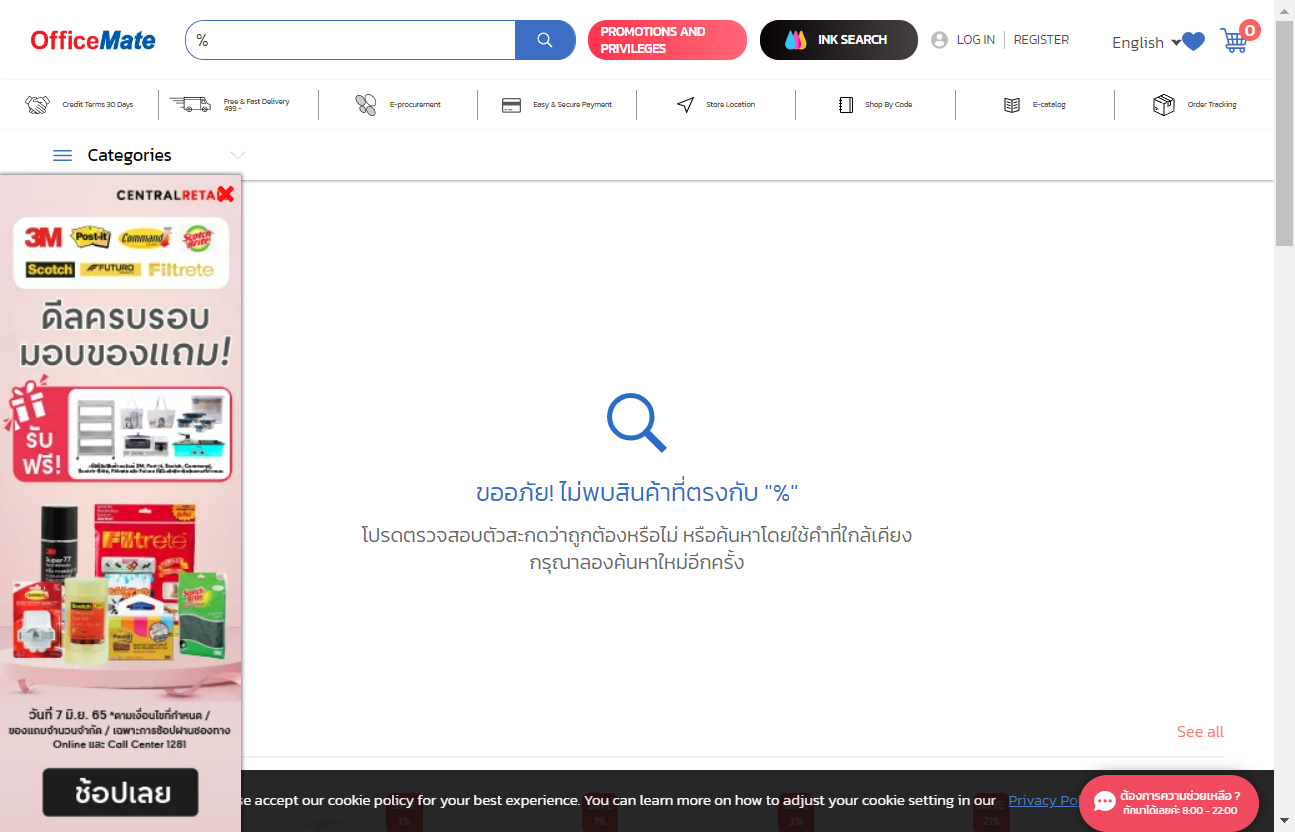 OfficeMate
%
PROMOTIONS AND
PRIVILEGES
INK SEARCH
LOG IN
REGISTER
English
0
Credit Terms 30 Days
Free & Fast Delivery
499.-
E-procurement
Easy & Secure Payment
Store Location
Shop By Code
E-catalog
Order Tracking
Categories
CENTRALRETA
3M Post-it Command Scotch Brite
Scotch FUTURO Filtrete
ดีลครบรอบ
มอบของแถม!
รับ
ฟรี!
Filtrete
3M
Super 77
Command
Scotch
Post-it
Scotch Brite
วันที่ 7 มิ.ย. 65 *ตามเงื่อนไขที่กำหนด /
ของแถมจำนวนจำกัด / เฉพาะการช้อปผ่านช่องทาง
Online และ Call Center 1281
ช้อปเลย
ขออภัย! ไม่พบสินค้าที่ตรงกับ "%"
โปรดตรวจสอบตัวสะกดว่าถูกต้องหรือไม่ หรือค้นหาโดยใช้คำที่ใกล้เคียง
กรุณาลองค้นหาใหม่อีกครั้ง
See all
se accept our cookie policy for your best experience. You can learn more on how to adjust your cookie setting in our Privacy Po
1%
1%
3%
21%
ต้องการความช่วยเหลือ ?
ทักมาได้เลยค่ะ 8:00 - 22:00